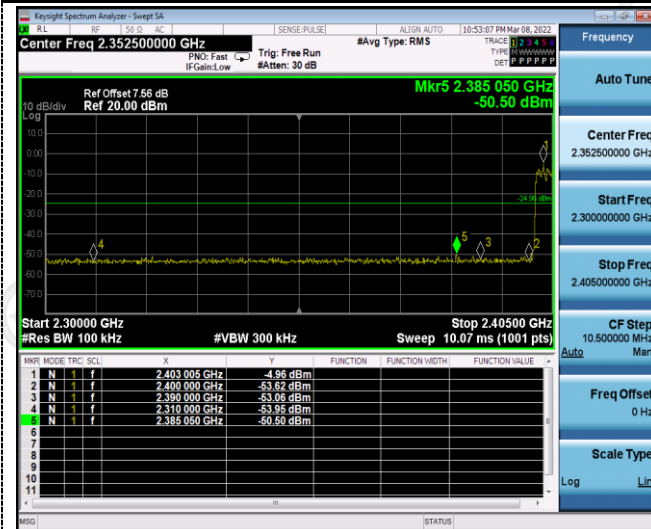 Keysight Spectrum Analyzer - Swept SA
RL RF 50 Ω AC SENSE:PULSE ALIGN AUTO 10:53:07 PM Mar 08, 2022
Center Freq 2.352500000 GHz
PNO: Fast
IFGain:Low
Trig: Free Run
#Atten: 30 dB
#Avg Type: RMS
TRACE 1 2 3 4 5 6
TYPE M WWWWW
DET P P P P P P
Mkr5 2.385 050 GHz
-50.50 dBm
Ref Offset 7.56 dB
10 dB/div Ref 20.00 dBm
Log
10.0
0.00
-10.0
-20.0
-30.0
-40.0
-50.0
-60.0
-70.0
-24.96 dBm
1
4
5
3
2
Start 2.30000 GHz Stop 2.40500 GHz
#Res BW 100 kHz #VBW 300 kHz Sweep 10.07 ms (1001 pts)
MKR MODE TRC SCL X Y FUNCTION FUNCTION WIDTH FUNCTION VALUE
1 N 1 f 2.403 005 GHz -4.96 dBm
2 N 1 f 2.400 000 GHz -53.62 dBm
3 N 1 f 2.390 000 GHz -53.06 dBm
4 N 1 f 2.310 000 GHz -53.95 dBm
5 N 1 f 2.385 050 GHz -50.50 dBm
6
7
8
9
10
11
MSG STATUS
Frequency
Auto Tune
Center Freq
2.352500000 GHz
Start Freq
2.300000000 GHz
Stop Freq
2.405000000 GHz
CF Step
10.500000 MHz
Auto Man
Freq Offset
0 Hz
Scale Type
Log Lin